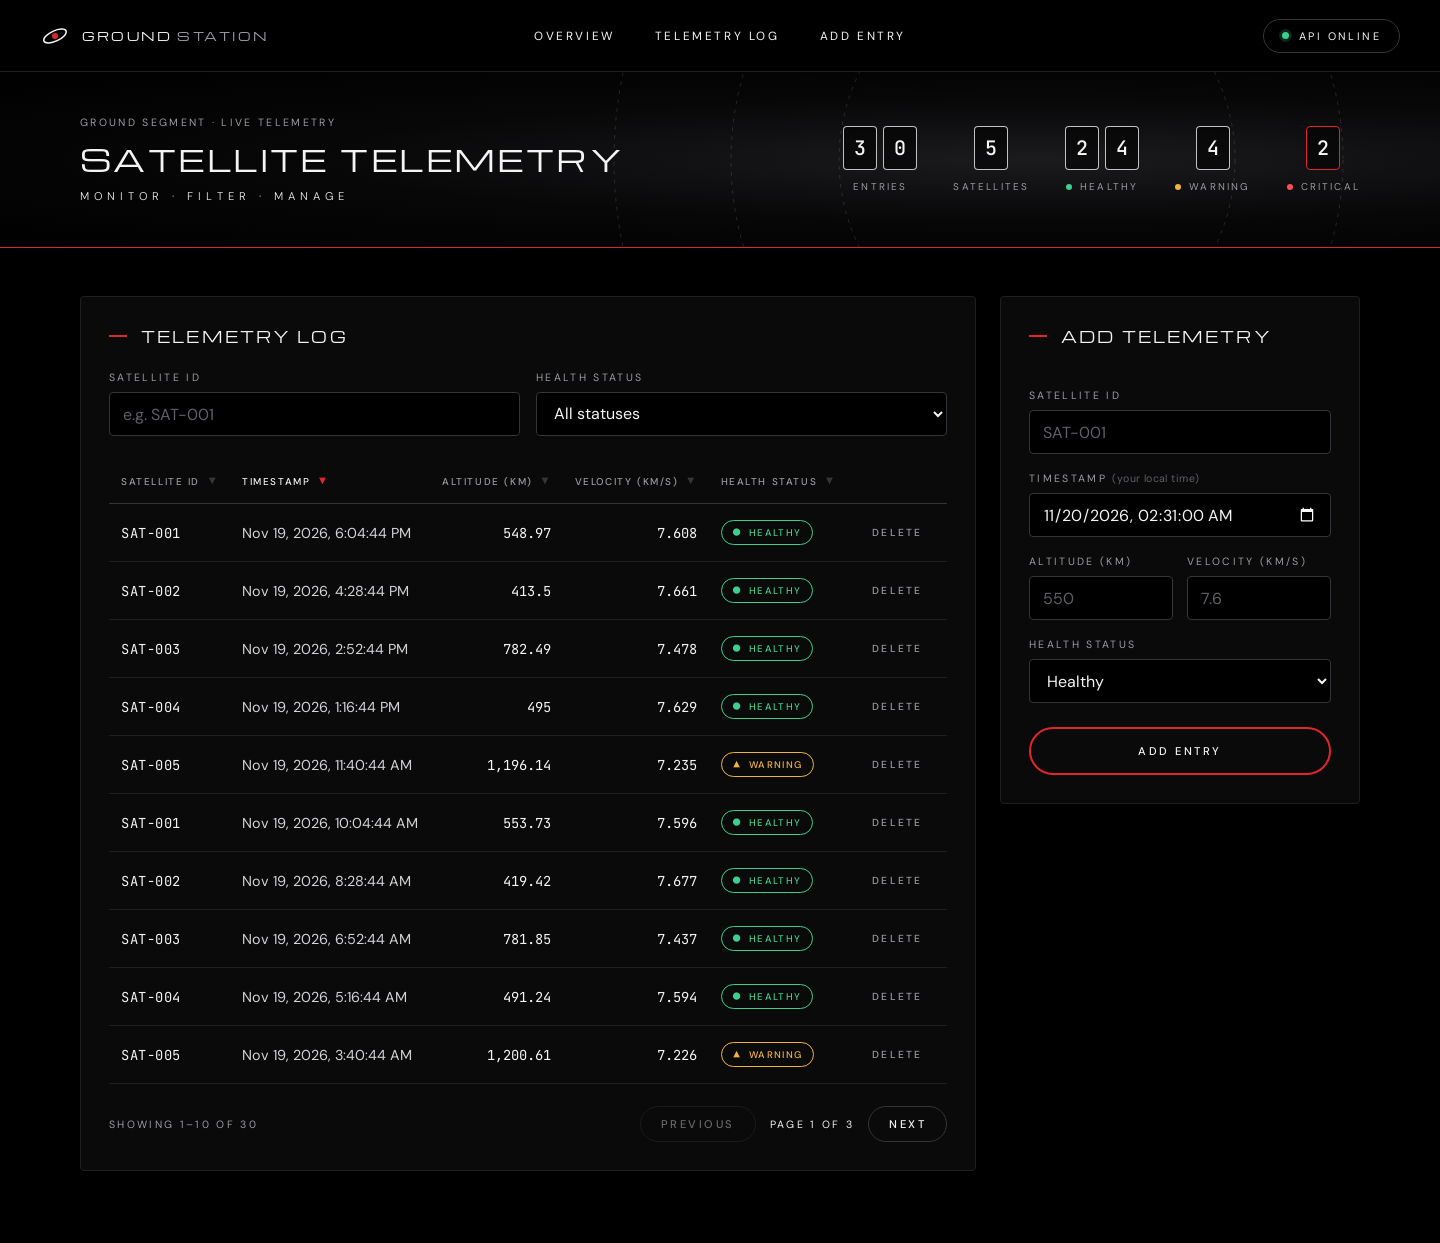 GROUND STATION
OVERVIEW TELEMETRY LOG ADD ENTRY
API ONLINE
GROUND SEGMENT · LIVE TELEMETRY
SATELLITE TELEMETRY
MONITOR · FILTER · MANAGE
3 0 5 2 4 4 2
ENTRIES SATELLITES HEALTHY WARNING CRITICAL
TELEMETRY LOG
SATELLITE ID HEALTH STATUS
e.g. SAT-001 All statuses
SATELLITE ID ▼ TIMESTAMP ▼ ALTITUDE (KM) ▼ VELOCITY (KM/S) ▼ HEALTH STATUS ▼
SAT-001 Nov 19, 2026, 6:04:44 PM 548.97 7.608 HEALTHY DELETE
SAT-002 Nov 19, 2026, 4:28:44 PM 413.5 7.661 HEALTHY DELETE
SAT-003 Nov 19, 2026, 2:52:44 PM 782.49 7.478 HEALTHY DELETE
SAT-004 Nov 19, 2026, 1:16:44 PM 495 7.629 HEALTHY DELETE
SAT-005 Nov 19, 2026, 11:40:44 AM 1,196.14 7.235 WARNING DELETE
SAT-001 Nov 19, 2026, 10:04:44 AM 553.73 7.596 HEALTHY DELETE
SAT-002 Nov 19, 2026, 8:28:44 AM 419.42 7.677 HEALTHY DELETE
SAT-003 Nov 19, 2026, 6:52:44 AM 781.85 7.437 HEALTHY DELETE
SAT-004 Nov 19, 2026, 5:16:44 AM 491.24 7.594 HEALTHY DELETE
SAT-005 Nov 19, 2026, 3:40:44 AM 1,200.61 7.226 WARNING DELETE
SHOWING 1–10 OF 30 PREVIOUS PAGE 1 OF 3 NEXT
ADD TELEMETRY
SATELLITE ID
SAT-001
TIMESTAMP (your local time)
11/20/2026, 02:31:00 AM
ALTITUDE (KM) VELOCITY (KM/S)
550 7.6
HEALTH STATUS
Healthy
ADD ENTRY